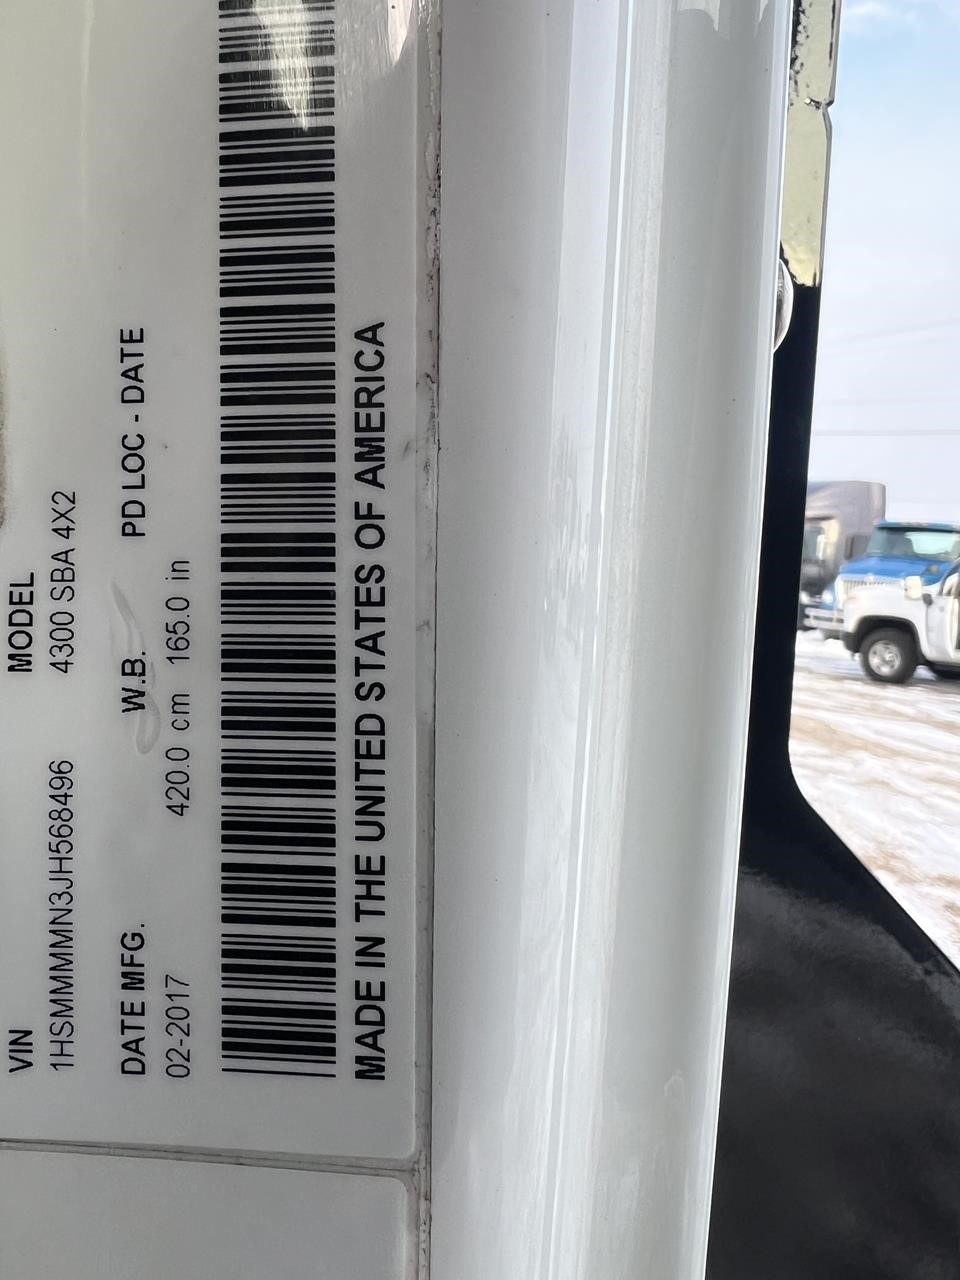 VIN MODEL
1HSMMMMN3JH568496 4300 SBA 4X2
DATE MFG. W.B. PD LOC - DATE
02-2017 420.0 cm 165.0 in
MADE IN THE UNITED STATES OF AMERICA